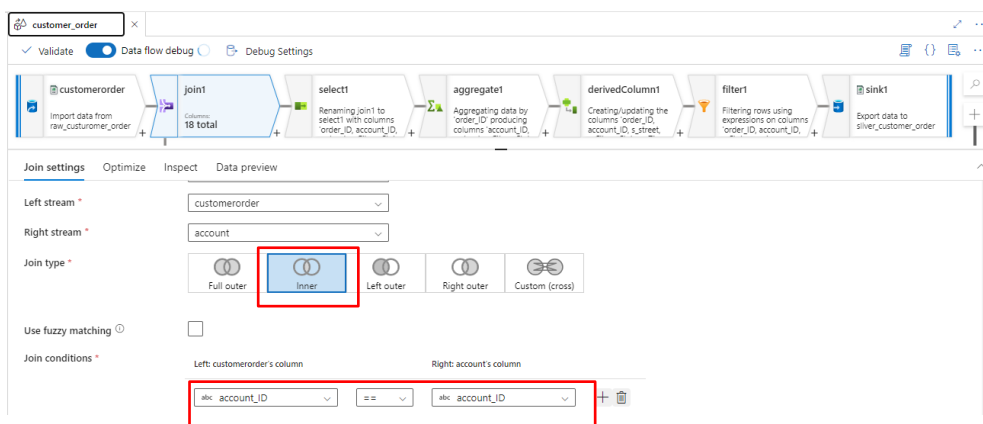 customer_order ×
Validate Data flow debug Debug Settings
customerorder
Import data from
raw_custuromer_order
join1
Columns:
18 total
select1
Renaming join1 to
select1 with columns
'order_ID, account_ID,
aggregate1
Aggregating data by
'order_ID' producing
columns 'account_ID,
derivedColumn1
Creating/updating the
columns 'order_ID,
account_ID, s_street,
filter1
Filtering rows using
expressions on columns
'order_ID, account_ID,
sink1
Export data to
silver_customer_order
Join settings Optimize Inspect Data preview
Left stream * customerorder
Right stream * account
Join type *
Full outer Inner Left outer Right outer Custom (cross)
Use fuzzy matching
Join conditions *
Left: customerorder's column Right: account's column
abc account_ID == abc account_ID